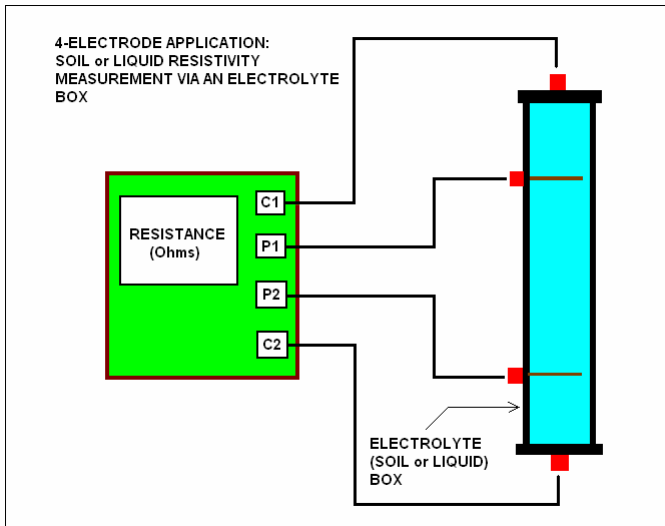 4-ELECTRODE APPLICATION:
SOIL or LIQUID RESISTIVITY
MEASUREMENT VIA AN ELECTROLYTE
BOX
RESISTANCE
(Ohms)
C1
P1
P2
C2
ELECTROLYTE
(SOIL or LIQUID)
BOX